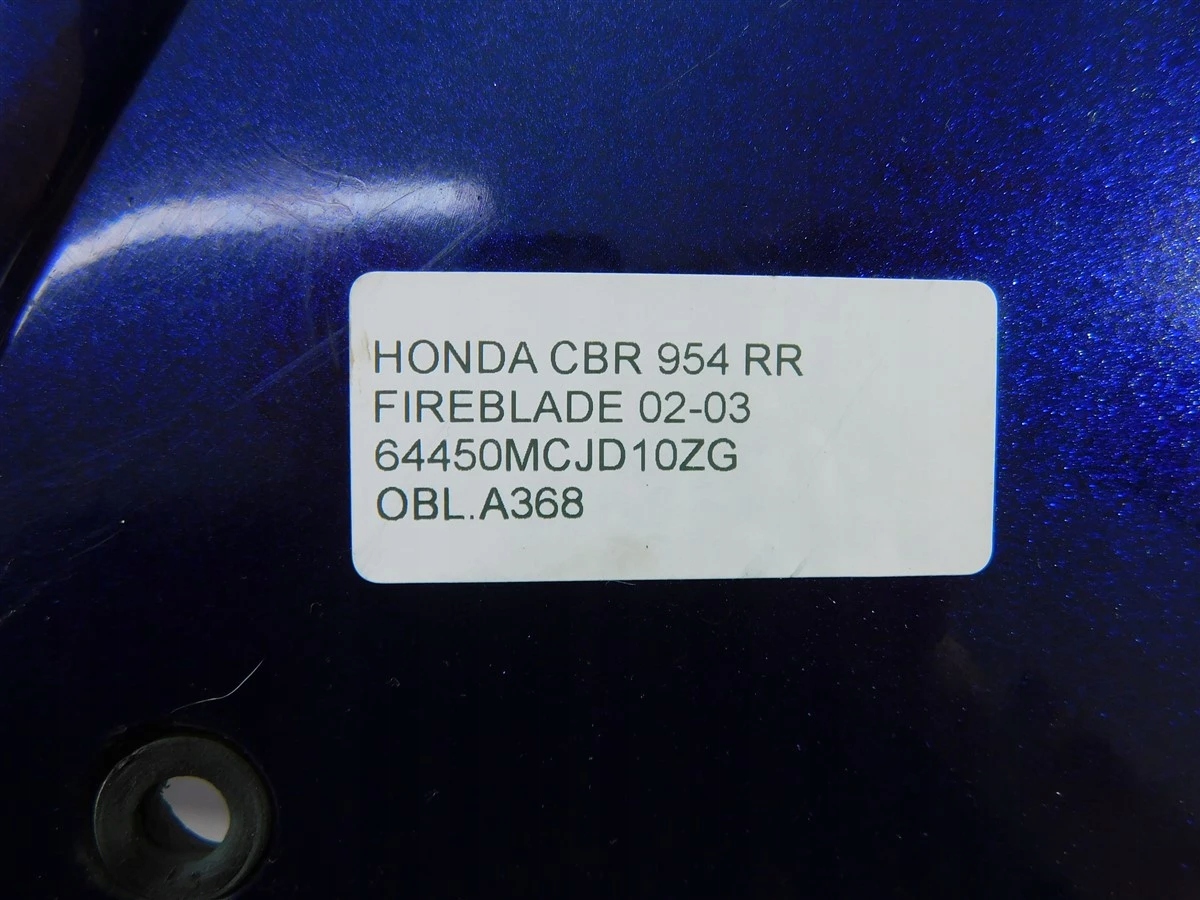 HONDA CBR 954 RR
FIREBLADE 02-03
64450MCJD10ZG
OBL.A368